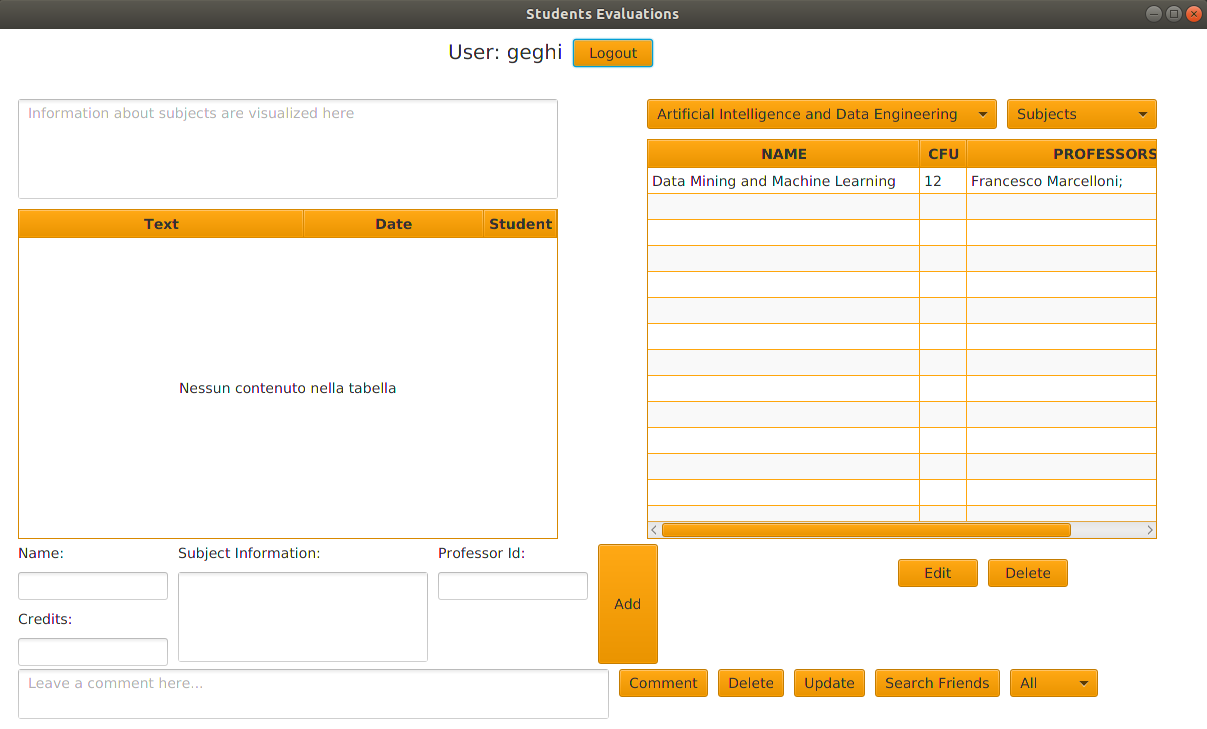 Students Evaluations
User: geghi Logout
Information about subjects are visualized here
Artificial Intelligence and Data Engineering Subjects
NAME CFU PROFESSORS
Data Mining and Machine Learning 12 Francesco Marcelloni;
Text Date Student
Nessun contenuto nella tabella
Name: Subject Information: Professor Id:
Add
Edit Delete
Credits:
Leave a comment here... Comment Delete Update Search Friends All